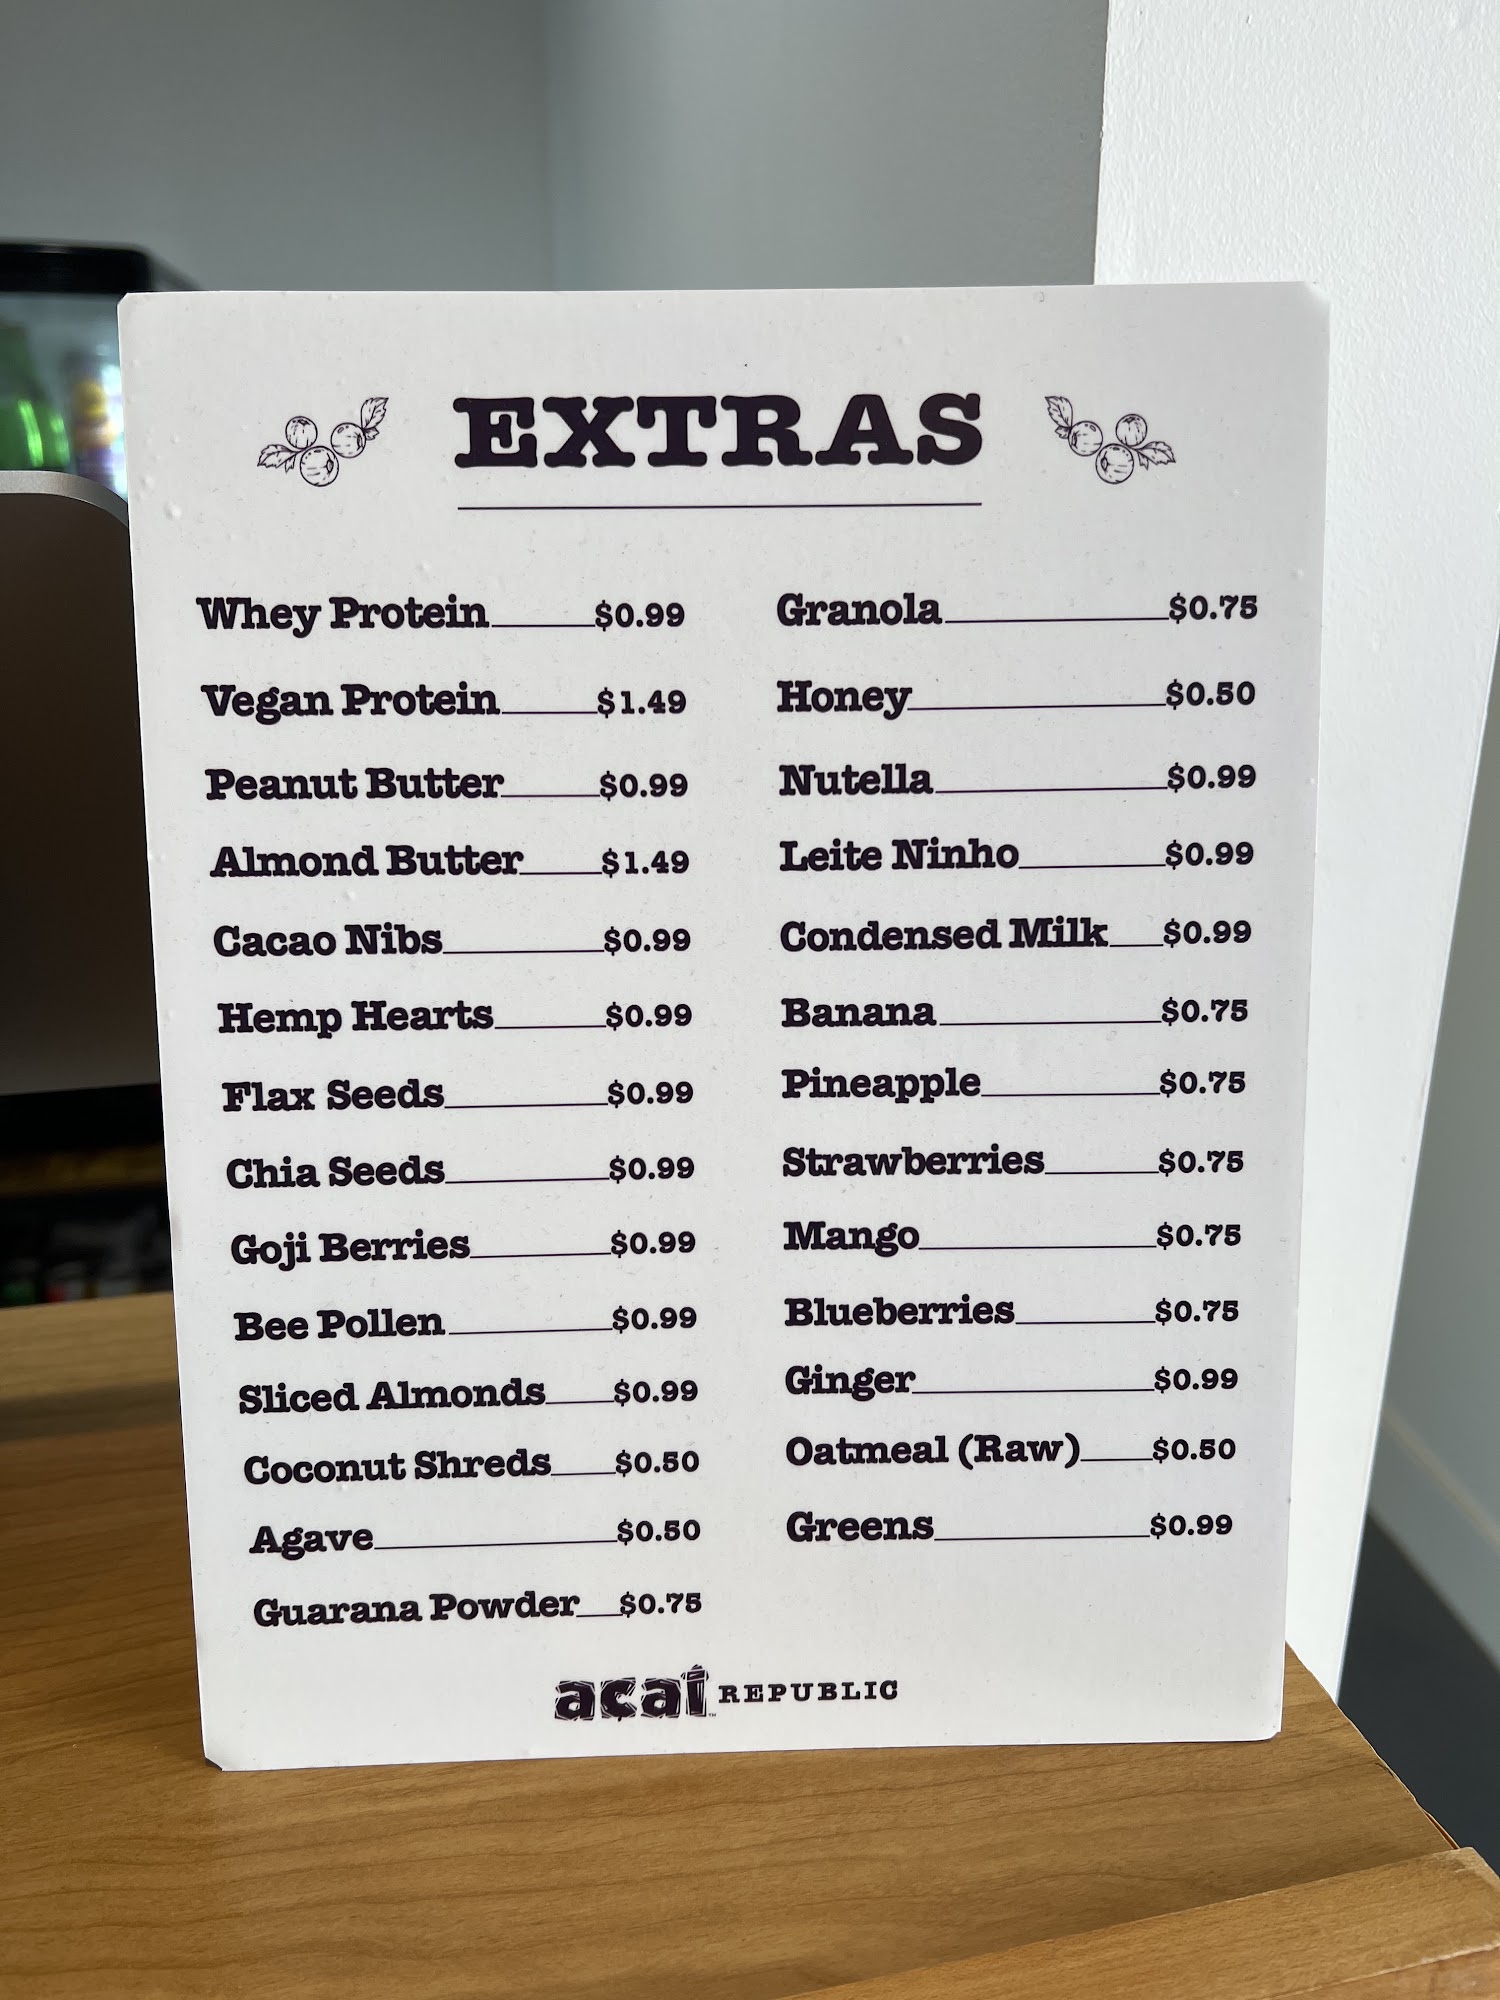 EXTRAS
Whey Protein $0.99
Vegan Protein $1.49
Peanut Butter $0.99
Almond Butter $1.49
Cacao Nibs $0.99
Hemp Hearts $0.99
Flax Seeds $0.99
Chia Seeds $0.99
Goji Berries $0.99
Bee Pollen $0.99
Sliced Almonds $0.99
Coconut Shreds $0.50
Agave $0.50
Guarana Powder $0.75
Granola $0.75
Honey $0.50
Nutella $0.99
Leite Ninho $0.99
Condensed Milk $0.99
Banana $0.75
Pineapple $0.75
Strawberries $0.75
Mango $0.75
Blueberries $0.75
Ginger $0.99
Oatmeal (Raw) $0.50
Greens $0.99
açaí REPUBLIC